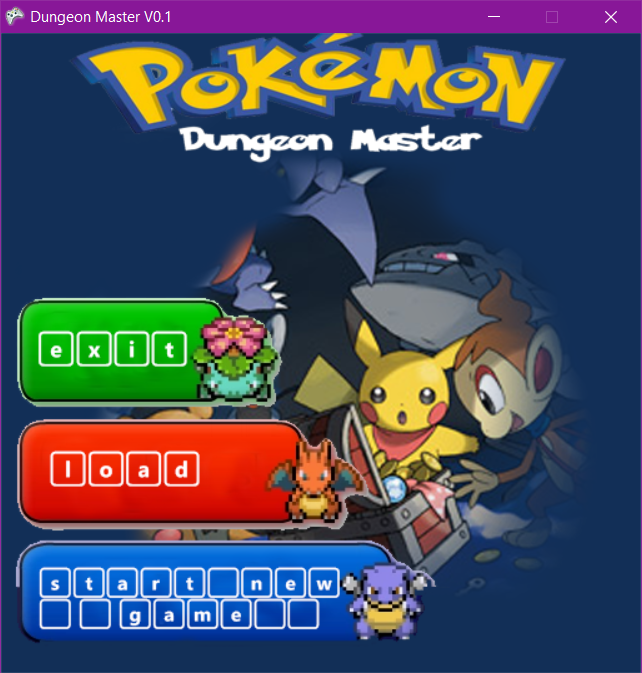 Dungeon Master V0.1
POKéMON
Dungeon Master
exit
load
start new
game